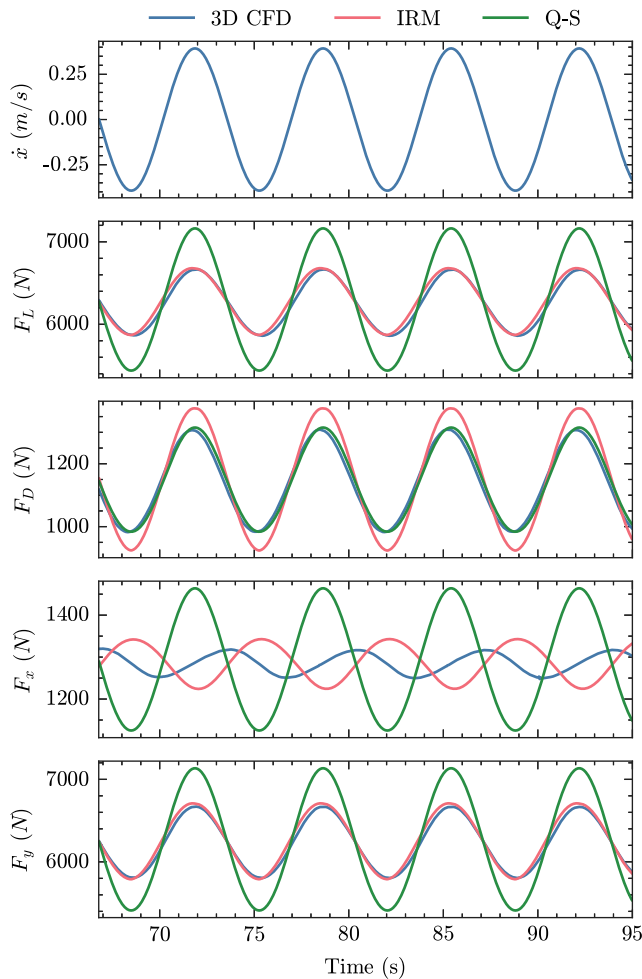 3D CFD IRM Q-S
ẋ (m/s)
0.25
0.00
-0.25
F_L (N)
7000
6000
F_D (N)
1200
1000
F_x (N)
1400
1200
F_y (N)
7000
6000
70 75 80 85 90 95
Time (s)